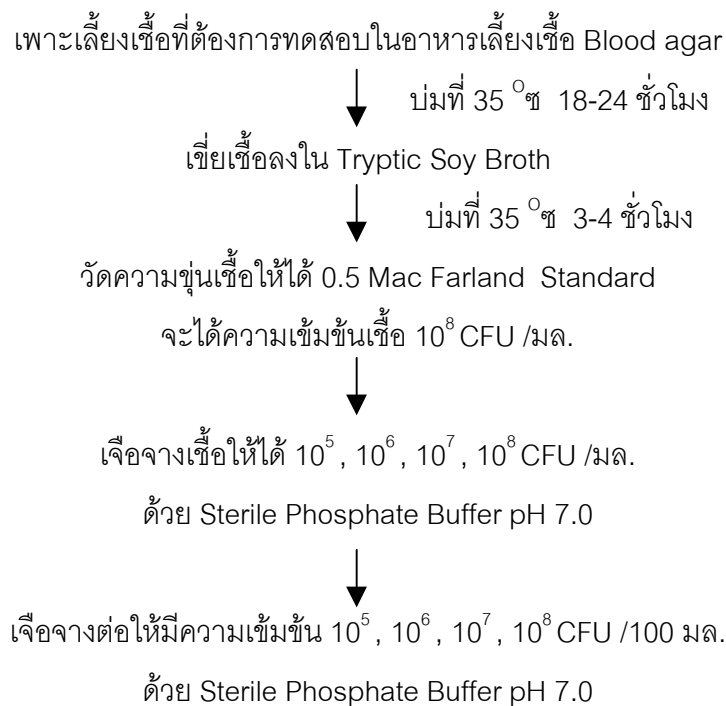 เพาะเลี้ยงเชื้อที่ต้องการทดสอบในอาหารเลี้ยงเชื้อ Blood agar
บ่มที่ 35 ⁰ซ 18-24 ชั่วโมง
เขี่ยเชื้อลงใน Tryptic Soy Broth
บ่มที่ 35 ⁰ซ 3-4 ชั่วโมง
วัดความขุ่นเชื้อให้ได้ 0.5 Mac Farland Standard
จะได้ความเข้มข้นเชื้อ 10⁸ CFU /มล.
เจือจางเชื้อให้ได้ 10⁵, 10⁶, 10⁷, 10⁸ CFU /มล.
ด้วย Sterile Phosphate Buffer pH 7.0
เจือจางต่อให้มีความเข้มข้น 10⁵, 10⁶, 10⁷, 10⁸ CFU /100 มล.
ด้วย Sterile Phosphate Buffer pH 7.0